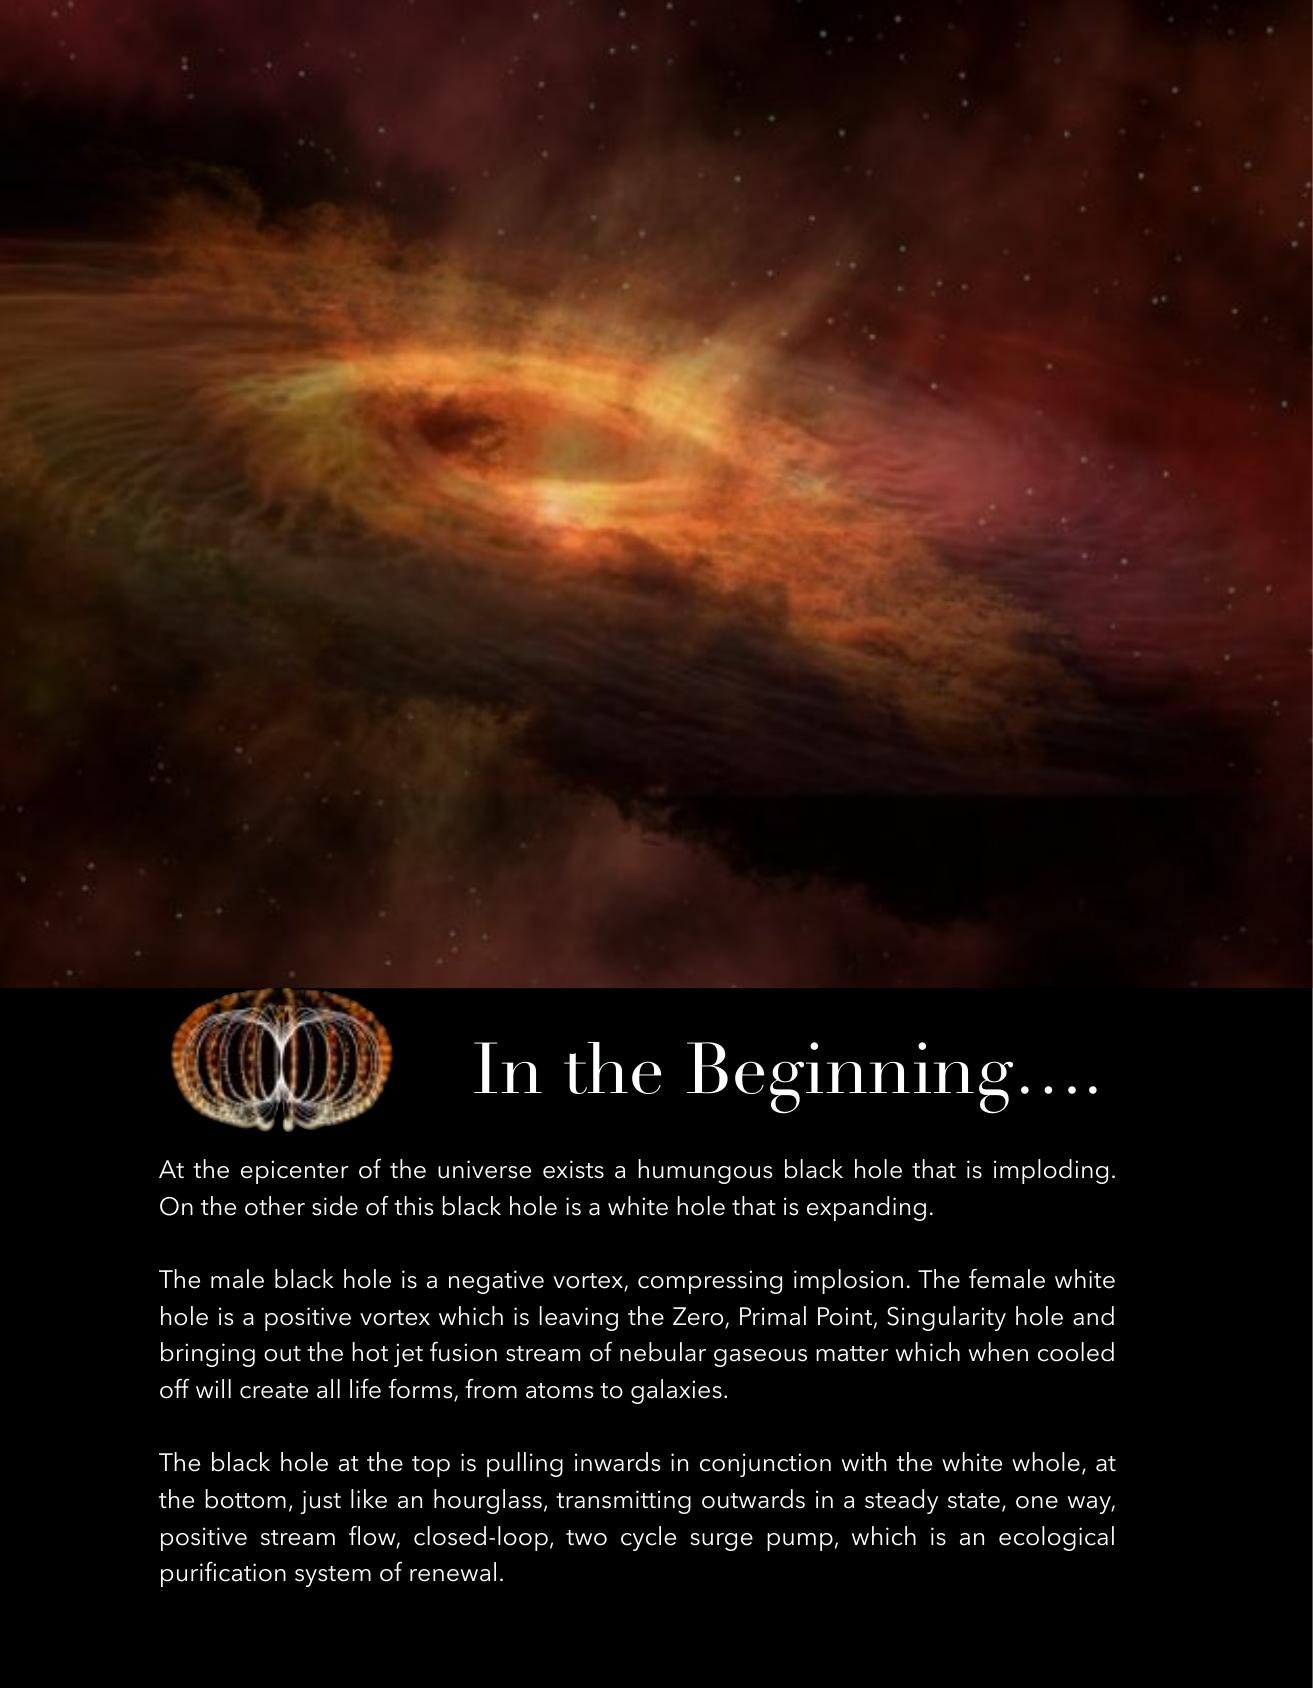 In the Beginning....
At the epicenter of the universe exists a humungous black hole that is imploding.
On the other side of this black hole is a white hole that is expanding.
The male black hole is a negative vortex, compressing implosion. The female white
hole is a positive vortex which is leaving the Zero, Primal Point, Singularity hole and
bringing out the hot jet fusion stream of nebular gaseous matter which when cooled
off will create all life forms, from atoms to galaxies.
The black hole at the top is pulling inwards in conjunction with the white whole, at
the bottom, just like an hourglass, transmitting outwards in a steady state, one way,
positive stream flow, closed-loop, two cycle surge pump, which is an ecological
purification system of renewal.